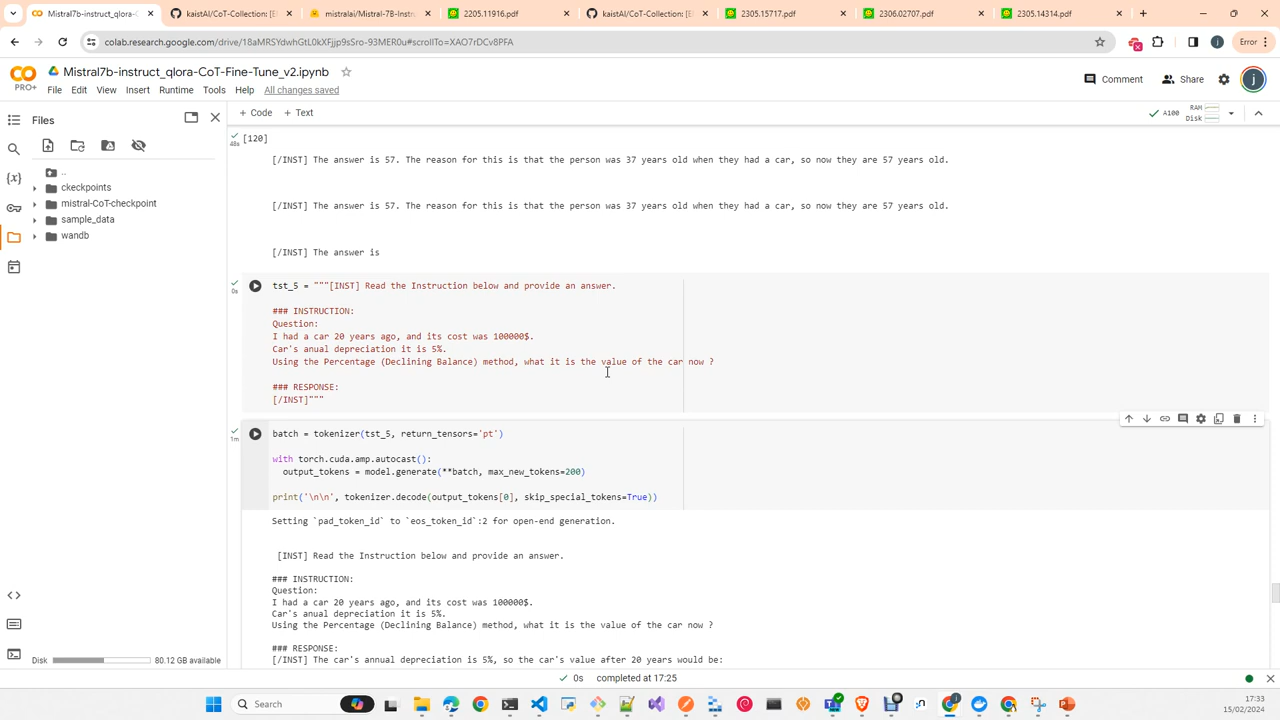 kaistAI/CoT-Collection: [E
mistralai/Mistral-7B-Instruc
2205.11916.pdf
kaistAI/CoT-Collection: [E
2305.15717.pdf
2306.02707.pdf
2305.14314.pdf
Mistral7b-instruct_qlora-C
colab.research.google.com/drive/18aMRSYdwhGtL0kXFjjp9sSro-93MER0u#scrollTo=XAO7rDCv8PFA
Error
Mistral7b-instruct_qlora-CoT-Fine-Tune_v2.ipynb
PRO+
File Edit View Insert Runtime Tools Help All changes saved
Comment
Share
j
Files
+ Code + Text
A100
RAM
Disk
..
ckeckpoints
mistral-CoT-checkpoint
sample_data
wandb
Disk
80.12 GB available
48s
[120]
[/INST] The answer is 57. The reason for this is that the person was 37 years old when they had a car, so now they are 57 years old.
[/INST] The answer is 57. The reason for this is that the person was 37 years old when they had a car, so now they are 57 years old.
[/INST] The answer is
0s
tst_5 = """[INST] Read the Instruction below and provide an answer.
### INSTRUCTION:
Question:
I had a car 20 years ago, and its cost was 100000$.
Car's anual depreciation it is 5%.
Using the Percentage (Declining Balance) method, what it is the value of the car now ?
### RESPONSE:
[/INST]"""
1m
batch = tokenizer(tst_5, return_tensors='pt')
with torch.cuda.amp.autocast():
output_tokens = model.generate(**batch, max_new_tokens=200)
print('\n\n', tokenizer.decode(output_tokens[0], skip_special_tokens=True))
Setting `pad_token_id` to `eos_token_id`:2 for open-end generation.
[INST] Read the Instruction below and provide an answer.
### INSTRUCTION:
Question:
I had a car 20 years ago, and its cost was 100000$.
Car's anual depreciation it is 5%.
Using the Percentage (Declining Balance) method, what it is the value of the car now ?
### RESPONSE:
[/INST] The car's annual depreciation is 5%, so the car's value after 20 years would be:
0s completed at 17:25
Search
17:33
15/02/2024